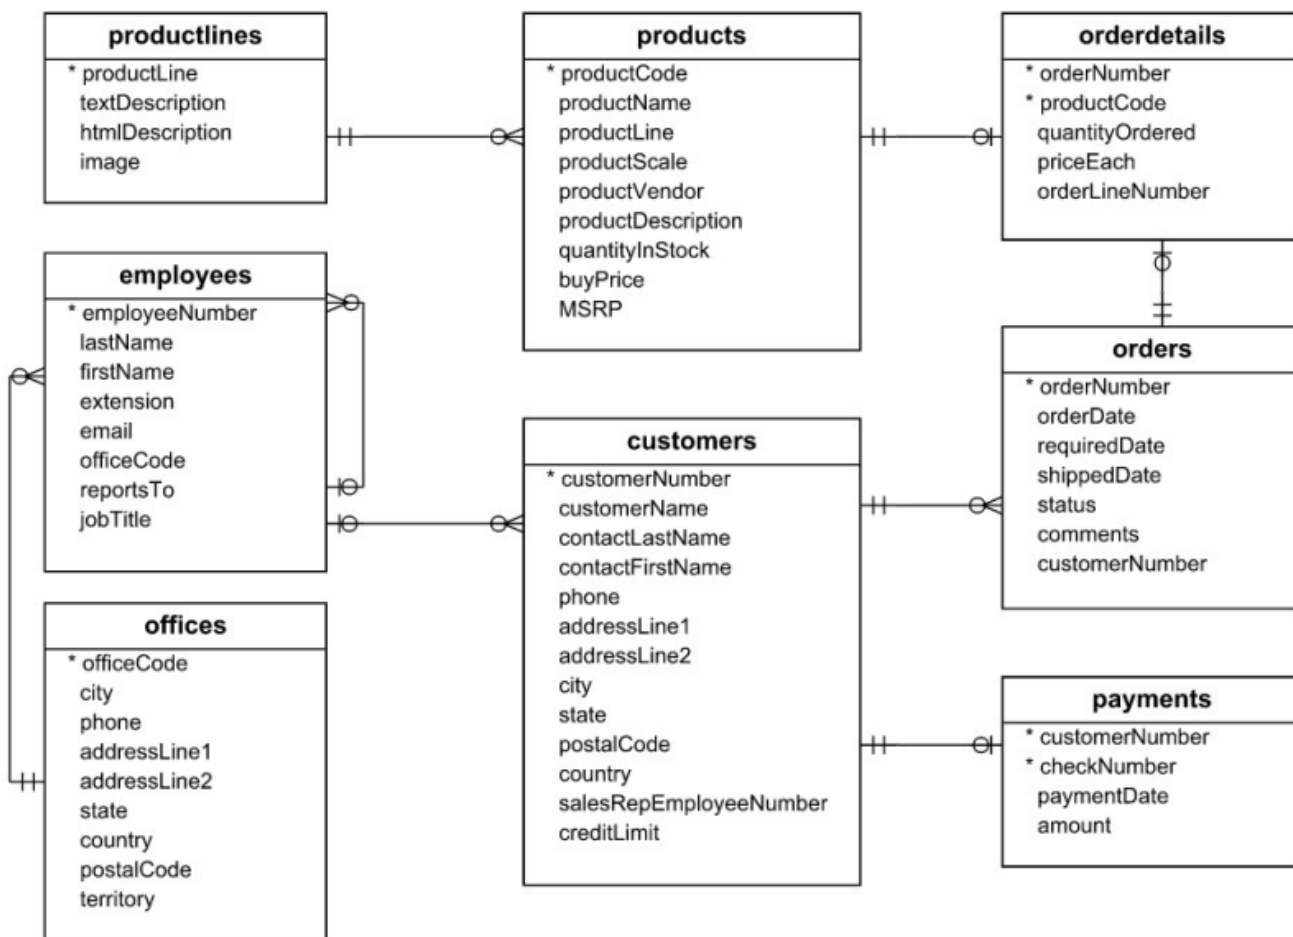 productlines
* productLine
textDescription
htmlDescription
image
products
* productCode
productName
productLine
productScale
productVendor
productDescription
quantityInStock
buyPrice
MSRP
orderdetails
* orderNumber
* productCode
quantityOrdered
priceEach
orderLineNumber
employees
* employeeNumber
lastName
firstName
extension
email
officeCode
reportsTo
jobTitle
customers
* customerNumber
customerName
contactLastName
contactFirstName
phone
addressLine1
addressLine2
city
state
postalCode
country
salesRepEmployeeNumber
creditLimit
orders
* orderNumber
orderDate
requiredDate
shippedDate
status
comments
customerNumber
offices
* officeCode
city
phone
addressLine1
addressLine2
state
country
postalCode
territory
payments
* customerNumber
* checkNumber
paymentDate
amount